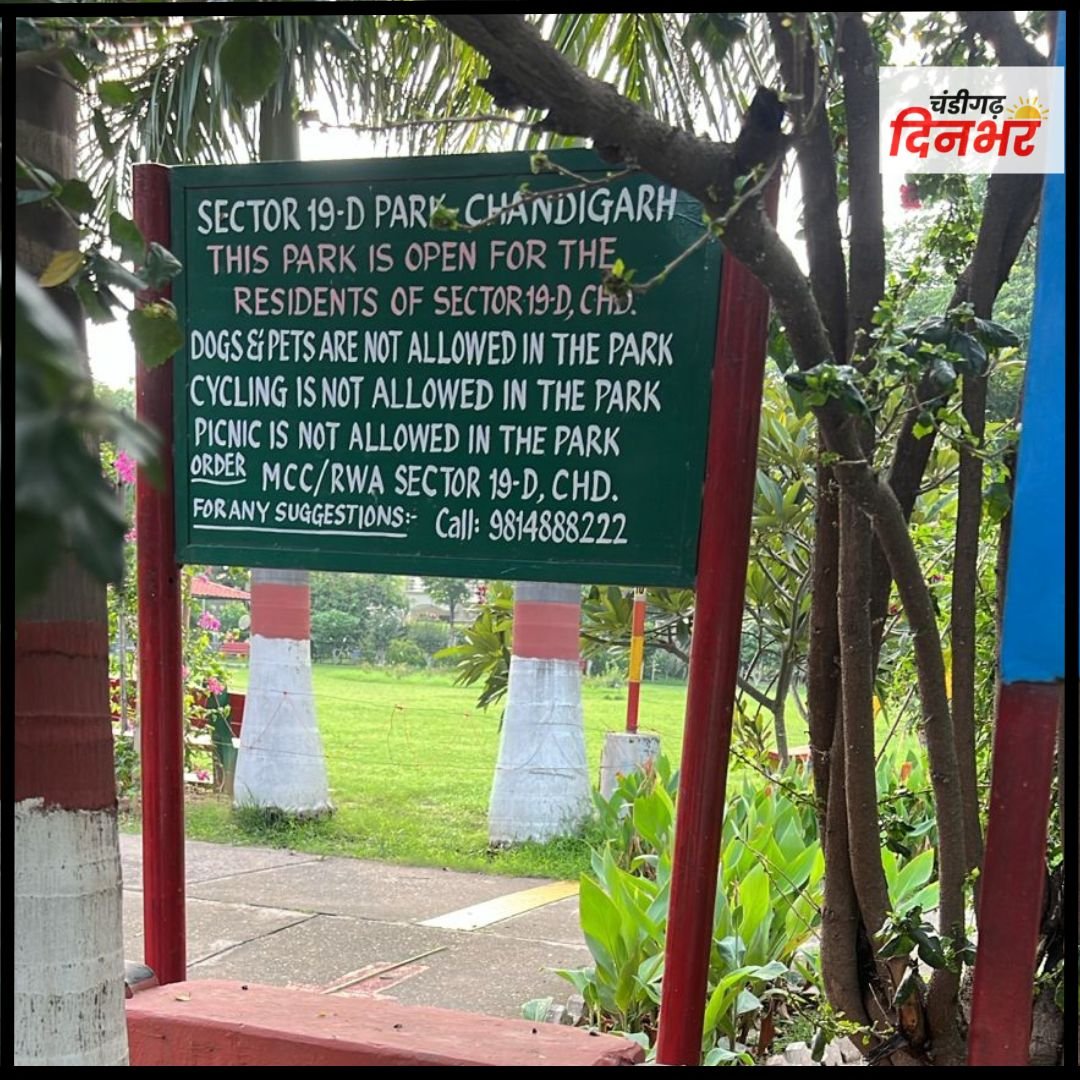 चंडीगढ़
दिनभर
SECTOR 19-D PARK CHANDIGARH
THIS PARK IS OPEN FOR THE
RESIDENTS OF SECTOR 19-D, CHD.
DOGS & PETS ARE NOT ALLOWED IN THE PARK
CYCLING IS NOT ALLOWED IN THE PARK
PICNIC IS NOT ALLOWED IN THE PARK
ORDER MCC/RWA SECTOR 19-D, CHD.
FOR ANY SUGGESTIONS:- Call: 9814888222